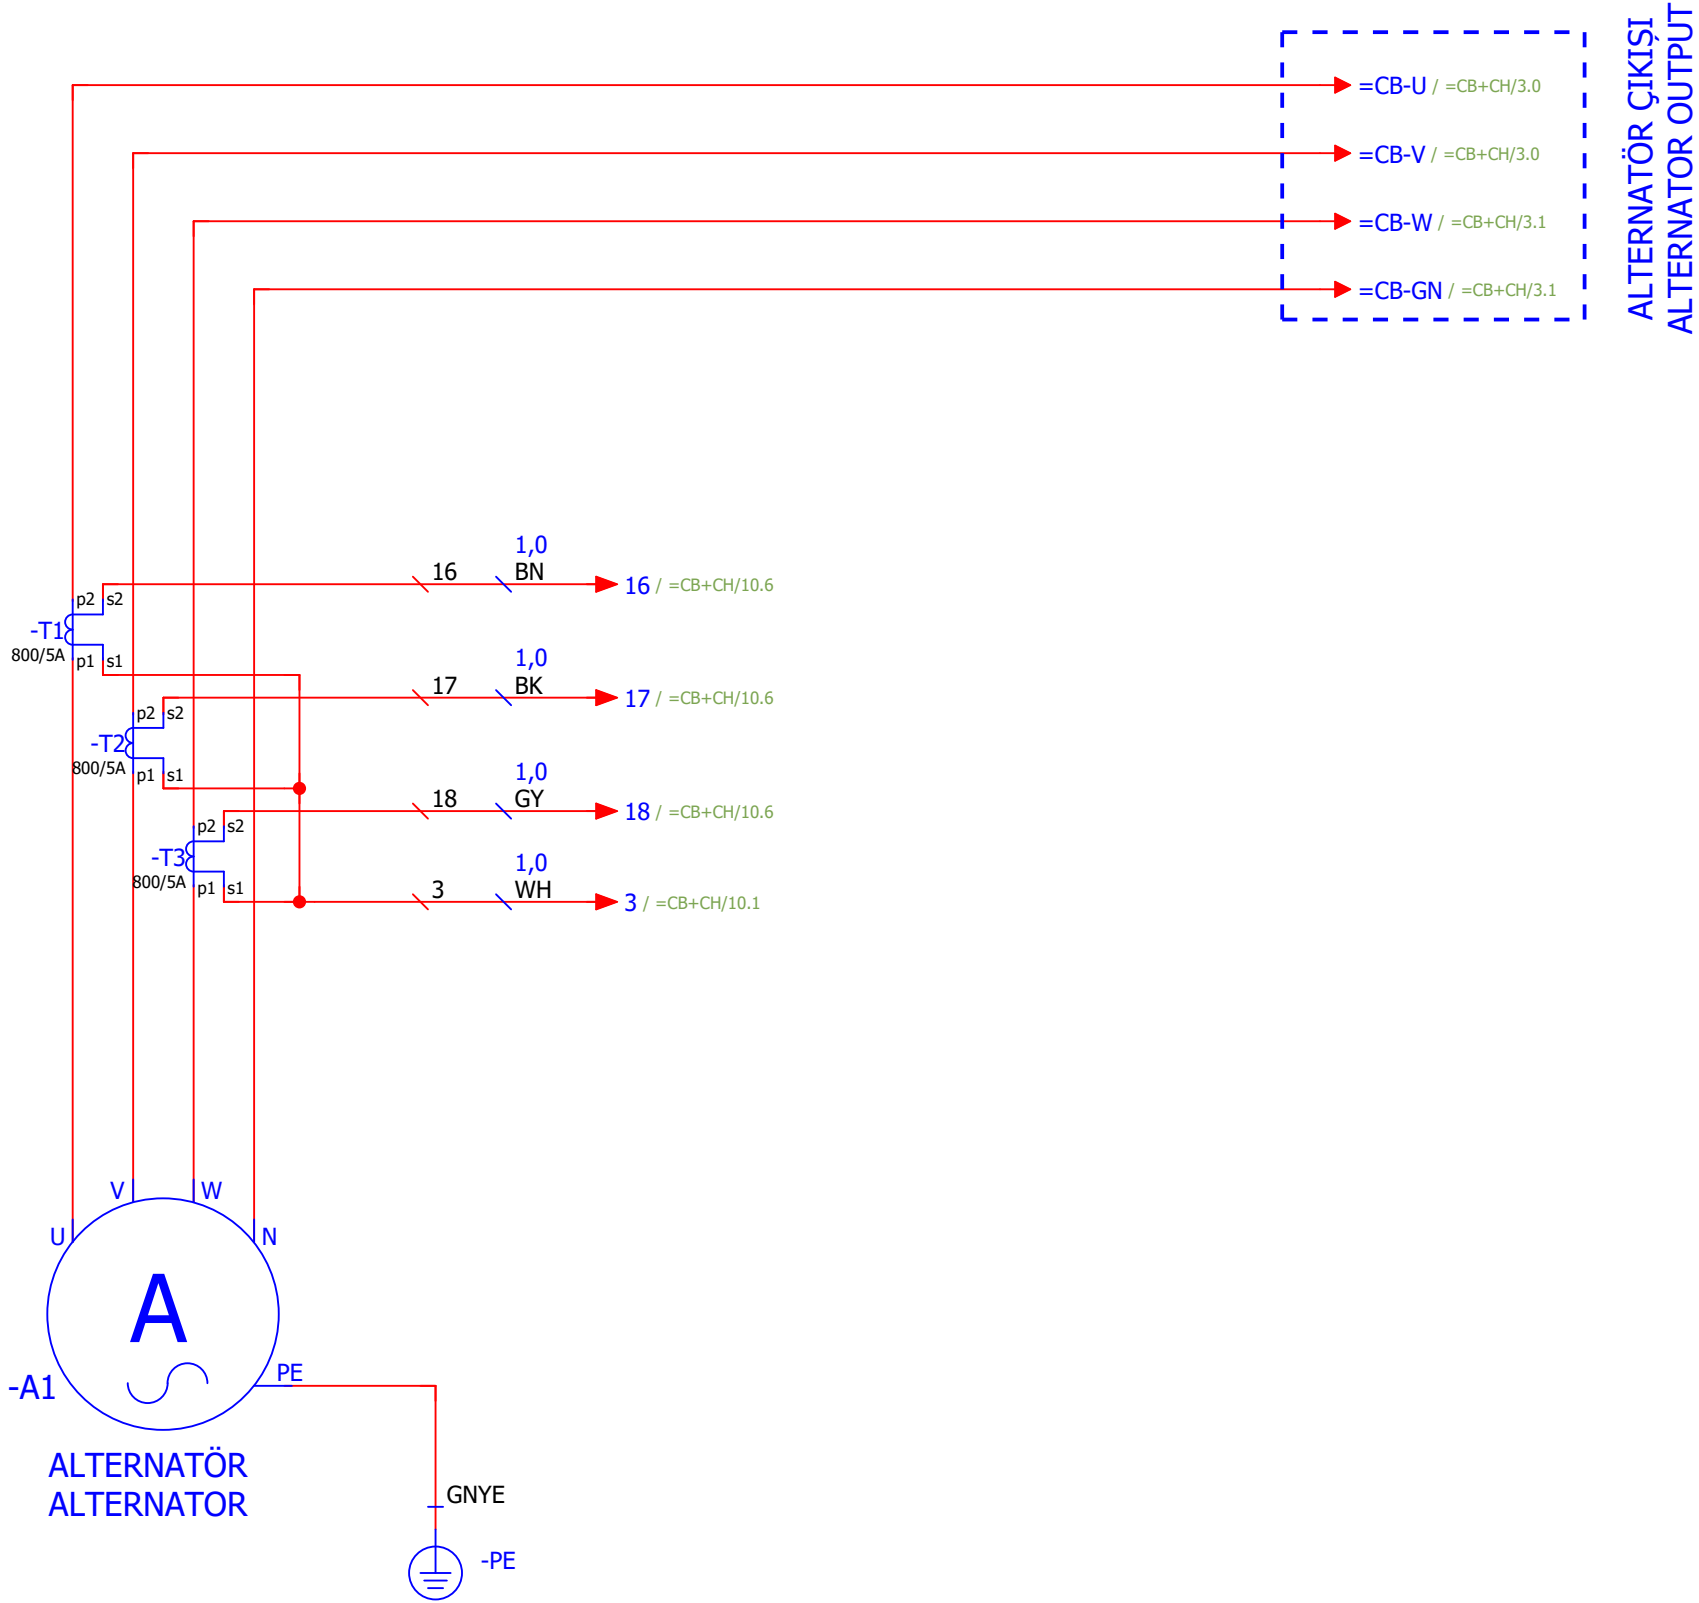 ALTERNATÖR ÇIKIŞI
ALTERNATOR OUTPUT
=CB-U / =CB+CH/3.0
=CB-V / =CB+CH/3.0
=CB-W / =CB+CH/3.1
=CB-GN / =CB+CH/3.1
1,0
16 BN 16 / =CB+CH/10.6
p2 s2
-T1
800/5A
p1 s1
1,0
17 BK 17 / =CB+CH/10.6
p2 s2
-T2
800/5A
p1 s1
1,0
18 GY 18 / =CB+CH/10.6
p2 s2
-T3
800/5A
p1 s1
1,0
3 WH 3 / =CB+CH/10.1
V W
U N
A
PE
-A1
ALTERNATÖR
ALTERNATOR
GNYE
-PE